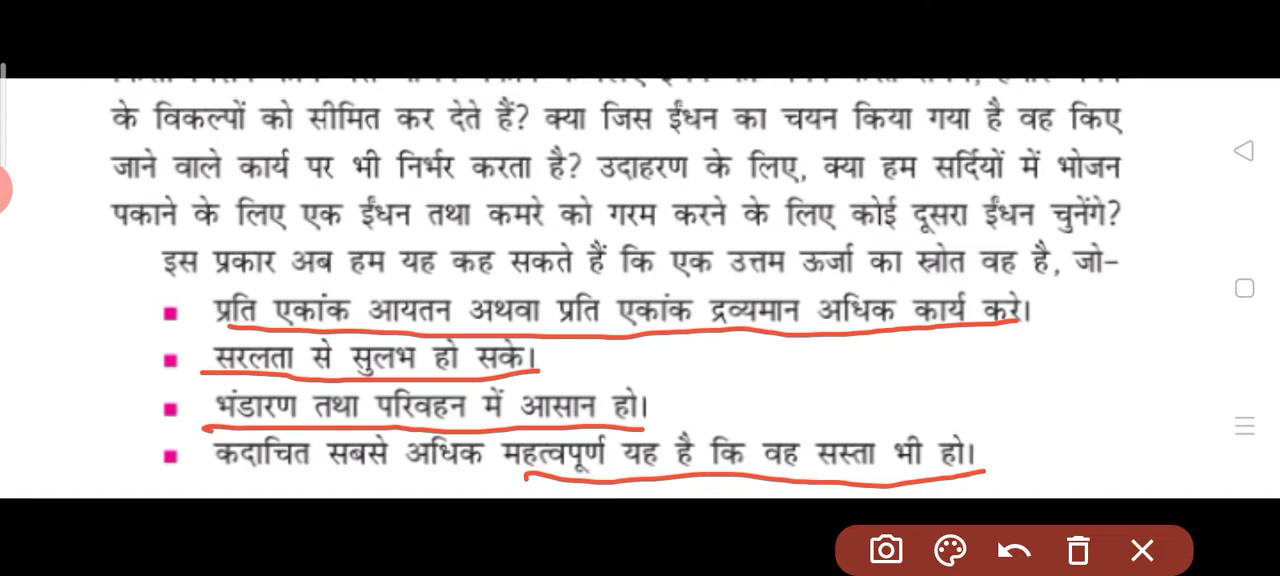 के विकल्पों को सीमित कर देते हैं? क्या जिस ईंधन का चयन किया गया है वह किए
जाने वाले कार्य पर भी निर्भर करता है? उदाहरण के लिए, क्या हम सर्दियों में भोजन
पकाने के लिए एक ईंधन तथा कमरे को गरम करने के लिए कोई दूसरा ईंधन चुनेंगे?
इस प्रकार अब हम यह कह सकते हैं कि एक उत्तम ऊर्जा का स्रोत वह है, जो–
■ प्रति एकांक आयतन अथवा प्रति एकांक द्रव्यमान अधिक कार्य करे।
■ सरलता से सुलभ हो सके।
■ भंडारण तथा परिवहन में आसान हो।
■ कदाचित सबसे अधिक महत्वपूर्ण यह है कि वह सस्ता भी हो।